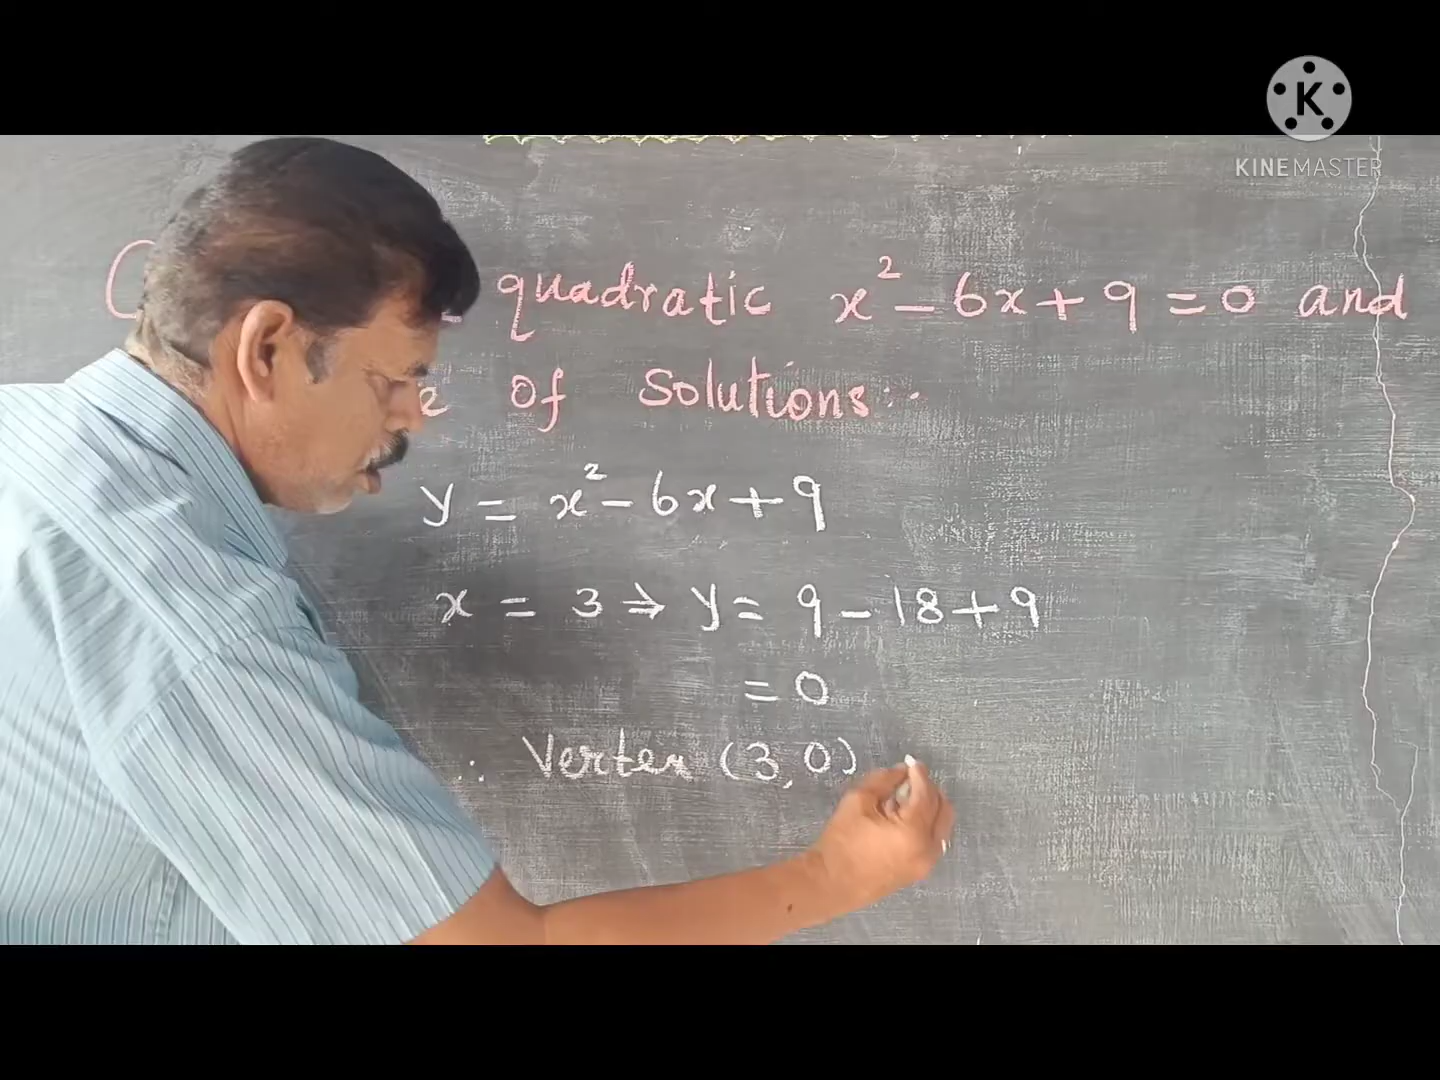 K
KINEMASTER
quadratic x² - 6x + 9 = 0 and
of Solutions:-
y = x² - 6x + 9
x = 3 ⇒ y = 9 - 18 + 9
= 0
∴ Vertex (3, 0)